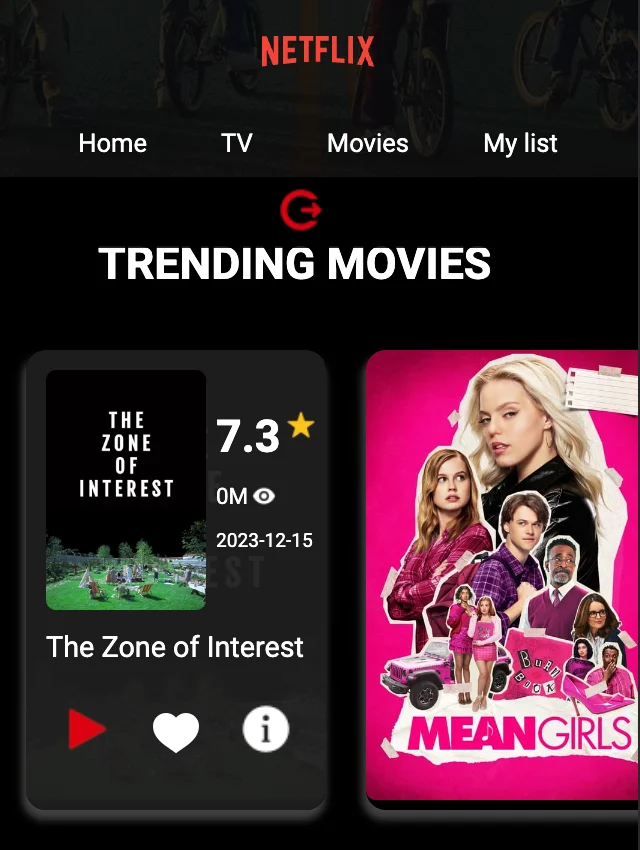 NETFLIX
Home TV Movies My list
TRENDING MOVIES
THE
ZONE
OF
INTEREST
7.3
0M
2023-12-15
The Zone of Interest
BURN
BOOK
MEAN GIRLS